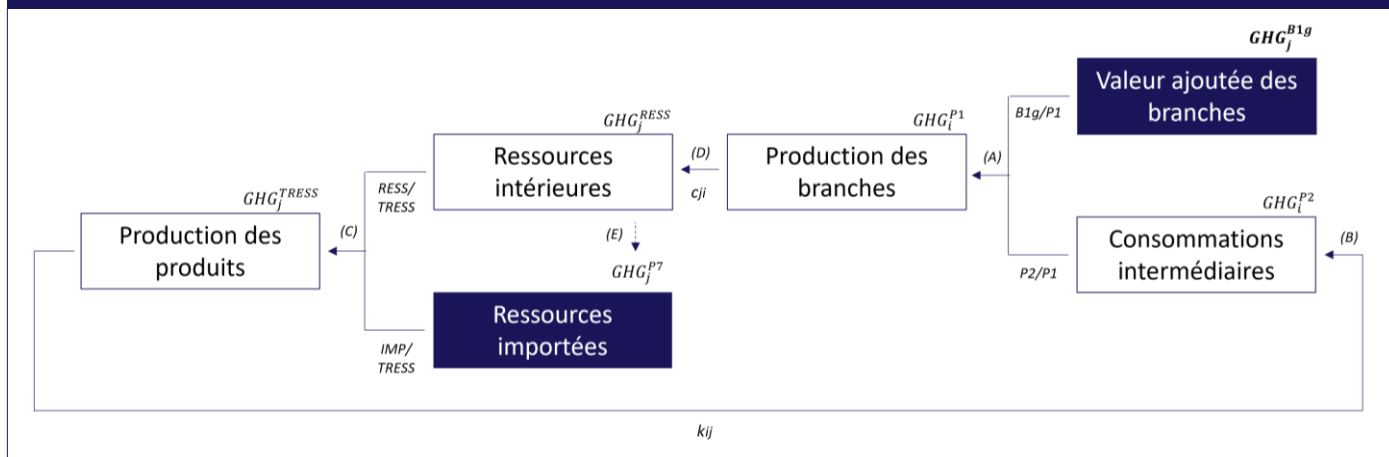 GHG_j^{B1g}
Valeur ajoutée des
branches
B1g/P1
GHG_j^{RESS}
Ressources
intérieures
(D)
cji
GHG_i^{P1}
Production des
branches
(A)
GHG_j^{TRESS}
Production des
produits
(C)
RESS/
TRESS
(E)
GHG_j^{P7}
Ressources
importées
IMP/
TRESS
P2/P1
GHG_i^{P2}
Consommations
intermédiaires
(B)
kij